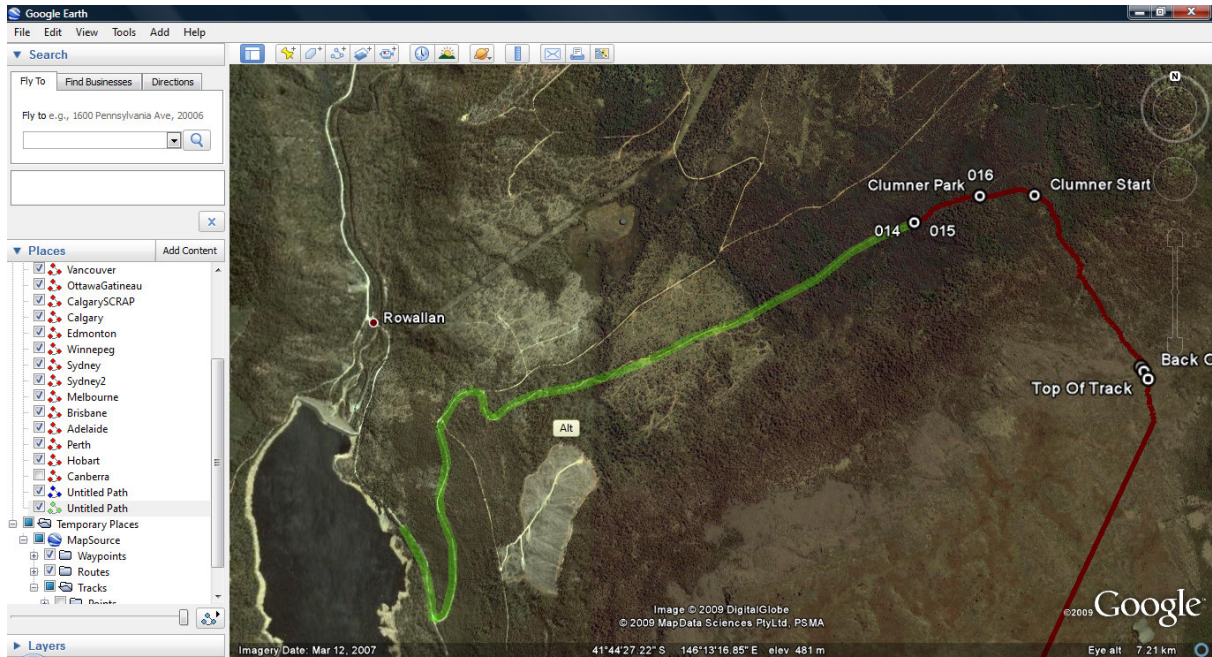 Google Earth
File Edit View Tools Add Help
Search
Fly To Find Businesses Directions
Fly to e.g., 1600 Pennsylvania Ave, 20006
Places Add Content
Vancouver
OttawaGatineau
CalgarySCRAP
Calgary
Edmonton
Winnepeg
Sydney
Sydney2
Melbourne
Brisbane
Adelaide
Perth
Hobart
Canberra
Untitled Path
Untitled Path
Temporary Places
MapSource
Waypoints
Routes
Tracks
Points
Layers
N
016
Clumner Park Clumner Start
014 015
Rowallan
Back O
Top Of Track
Alt
Image © 2009 DigitalGlobe
© 2009 MapData Sciences PtyLtd, PSMA
©2009 Google
Imagery Date: Mar 12, 2007 41°44'27.22" S 146°13'16.85" E elev 481 m Eye alt 7.21 km